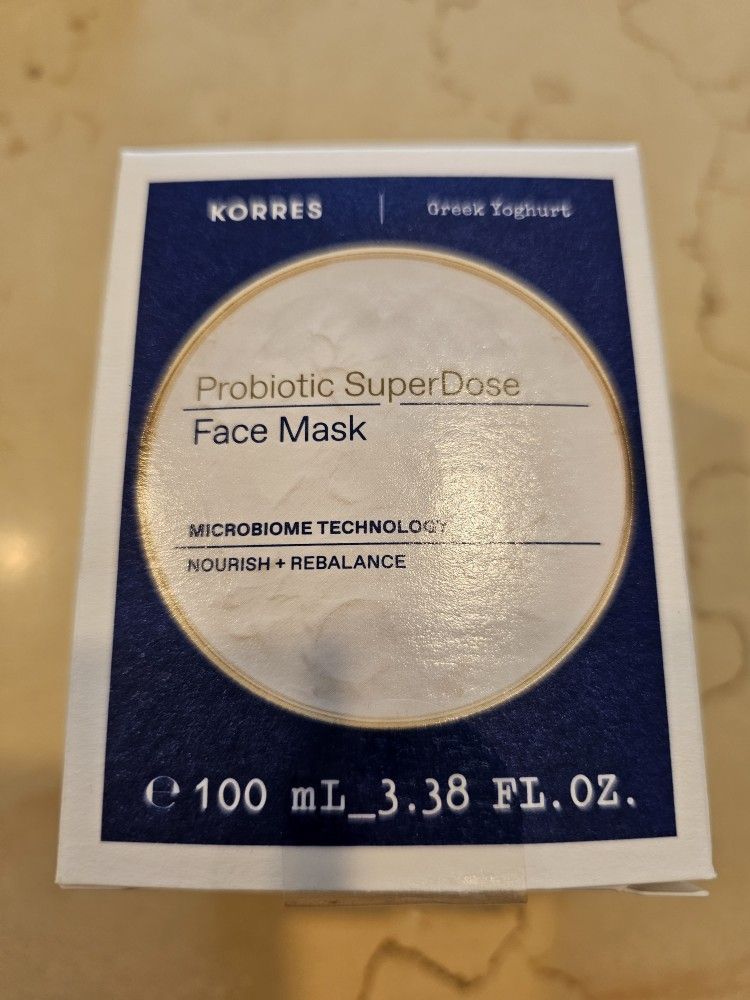 KORRES | Greek Yoghurt
Probiotic SuperDose
Face Mask
MICROBIOME TECHNOLOGY
NOURISH + REBALANCE
℮ 100 mL_3.38 FL.OZ.